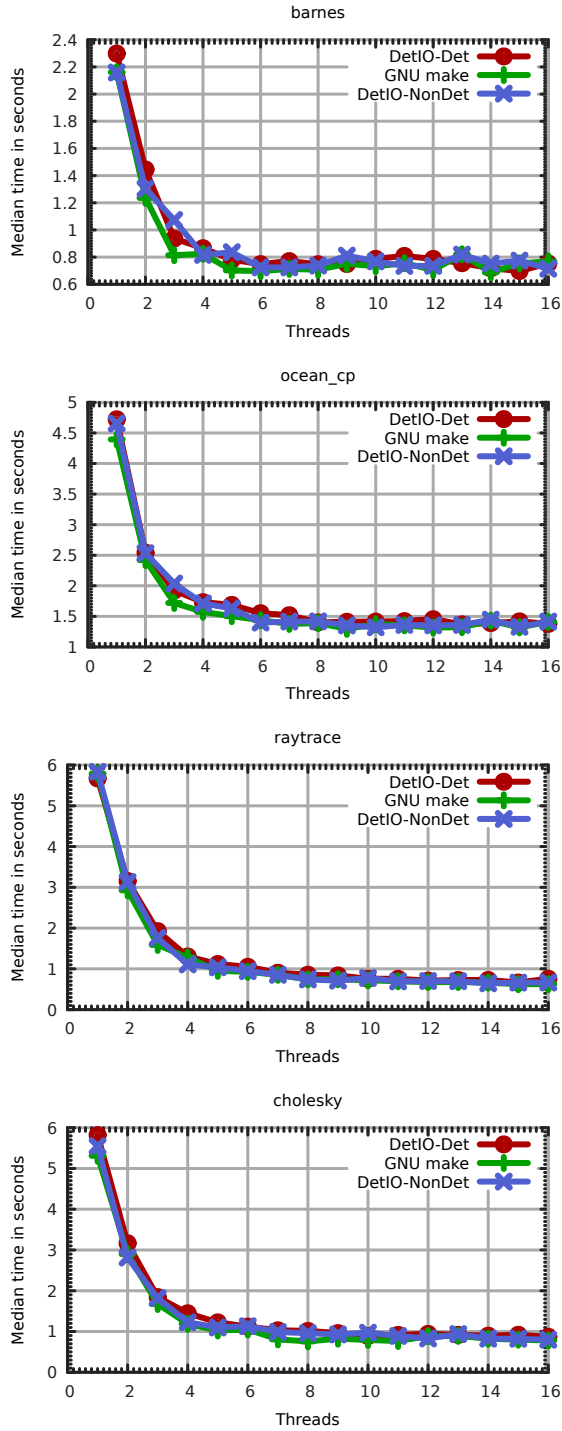 barnes
2.4
2.2
2
1.8
1.6
1.4
1.2
1
0.8
0.6
Median time in seconds
DetIO-Det
GNU make
DetIO-NonDet
0 2 4 6 8 10 12 14 16
Threads
ocean_cp
5
4.5
4
3.5
3
2.5
2
1.5
1
Median time in seconds
DetIO-Det
GNU make
DetIO-NonDet
0 2 4 6 8 10 12 14 16
Threads
raytrace
6
5
4
3
2
1
0
Median time in seconds
DetIO-Det
GNU make
DetIO-NonDet
0 2 4 6 8 10 12 14 16
Threads
cholesky
6
5
4
3
2
1
0
Median time in seconds
DetIO-Det
GNU make
DetIO-NonDet
0 2 4 6 8 10 12 14 16
Threads